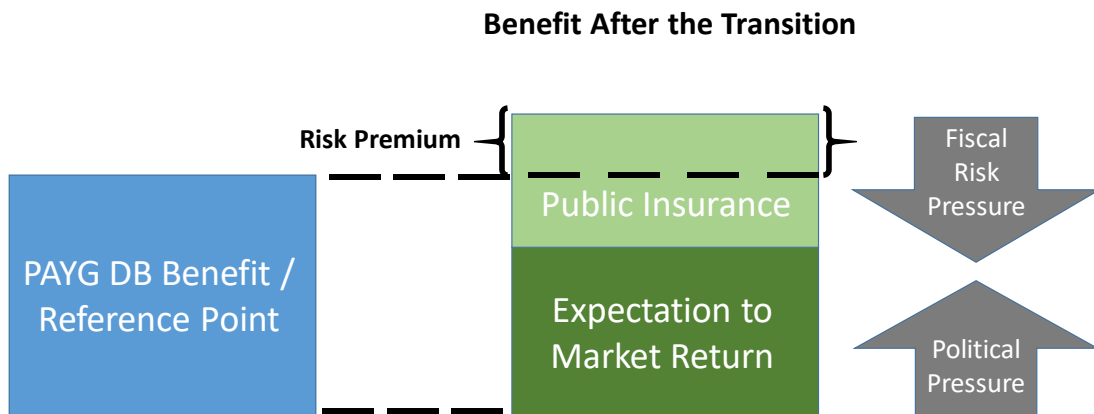 Benefit After the Transition
Risk Premium
Fiscal
Risk
Pressure
Public Insurance
PAYG DB Benefit /
Reference Point
Expectation to
Market Return
Political
Pressure